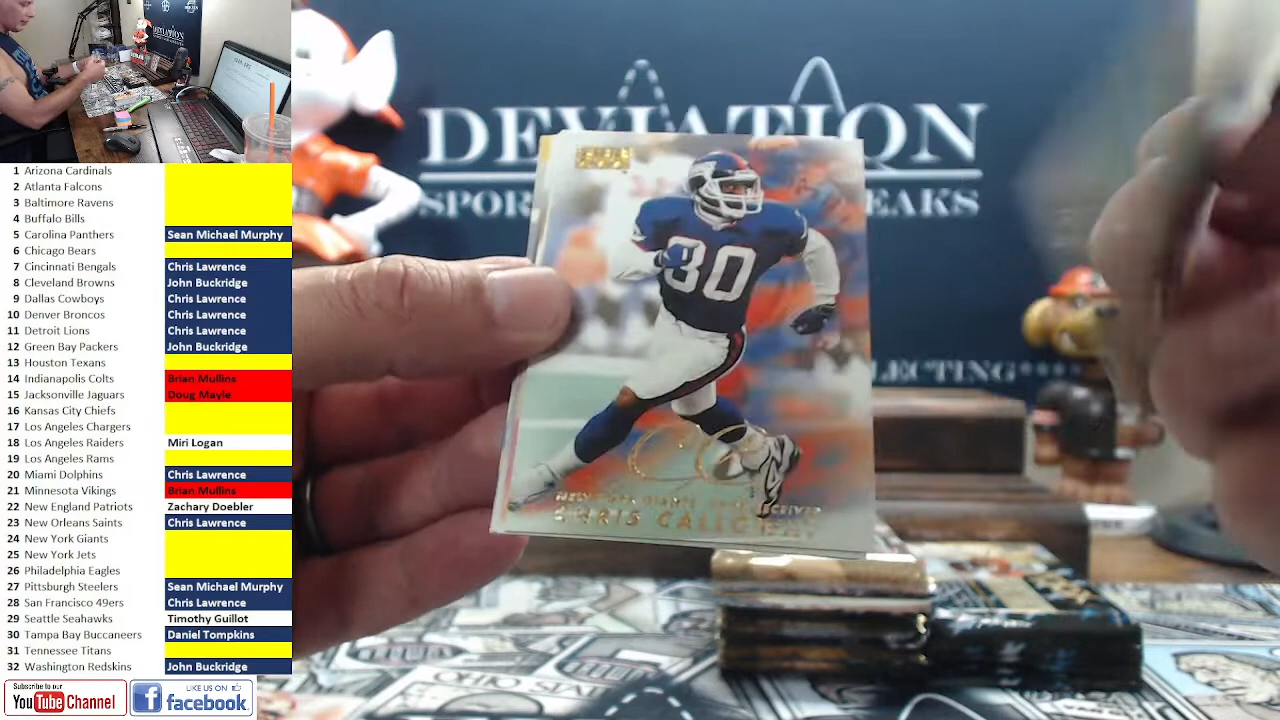 1 Arizona Cardinals
2 Atlanta Falcons
3 Baltimore Ravens
4 Buffalo Bills
5 Carolina Panthers Sean Michael Murphy
6 Chicago Bears
7 Cincinnati Bengals Chris Lawrence
8 Cleveland Browns John Buckridge
9 Dallas Cowboys Chris Lawrence
10 Denver Broncos Chris Lawrence
11 Detroit Lions Chris Lawrence
12 Green Bay Packers John Buckridge
13 Houston Texans
14 Indianapolis Colts Brian Mullins
15 Jacksonville Jaguars Doug Mayle
16 Kansas City Chiefs
17 Los Angeles Chargers
18 Los Angeles Raiders Miri Logan
19 Los Angeles Rams
20 Miami Dolphins Chris Lawrence
21 Minnesota Vikings Brian Mullins
22 New England Patriots Zachary Doebler
23 New Orleans Saints Chris Lawrence
24 New York Giants
25 New York Jets
26 Philadelphia Eagles
27 Pittsburgh Steelers Sean Michael Murphy
28 San Francisco 49ers Chris Lawrence
29 Seattle Seahawks Timothy Guillot
30 Tampa Bay Buccaneers Daniel Tompkins
31 Tennessee Titans
32 Washington Redskins John Buckridge
Subscribe to our
YouTube Channel
LIKE US ON
f facebook.
DEVIATION
SPOR EAKS
LECTING****
30
CHRIS